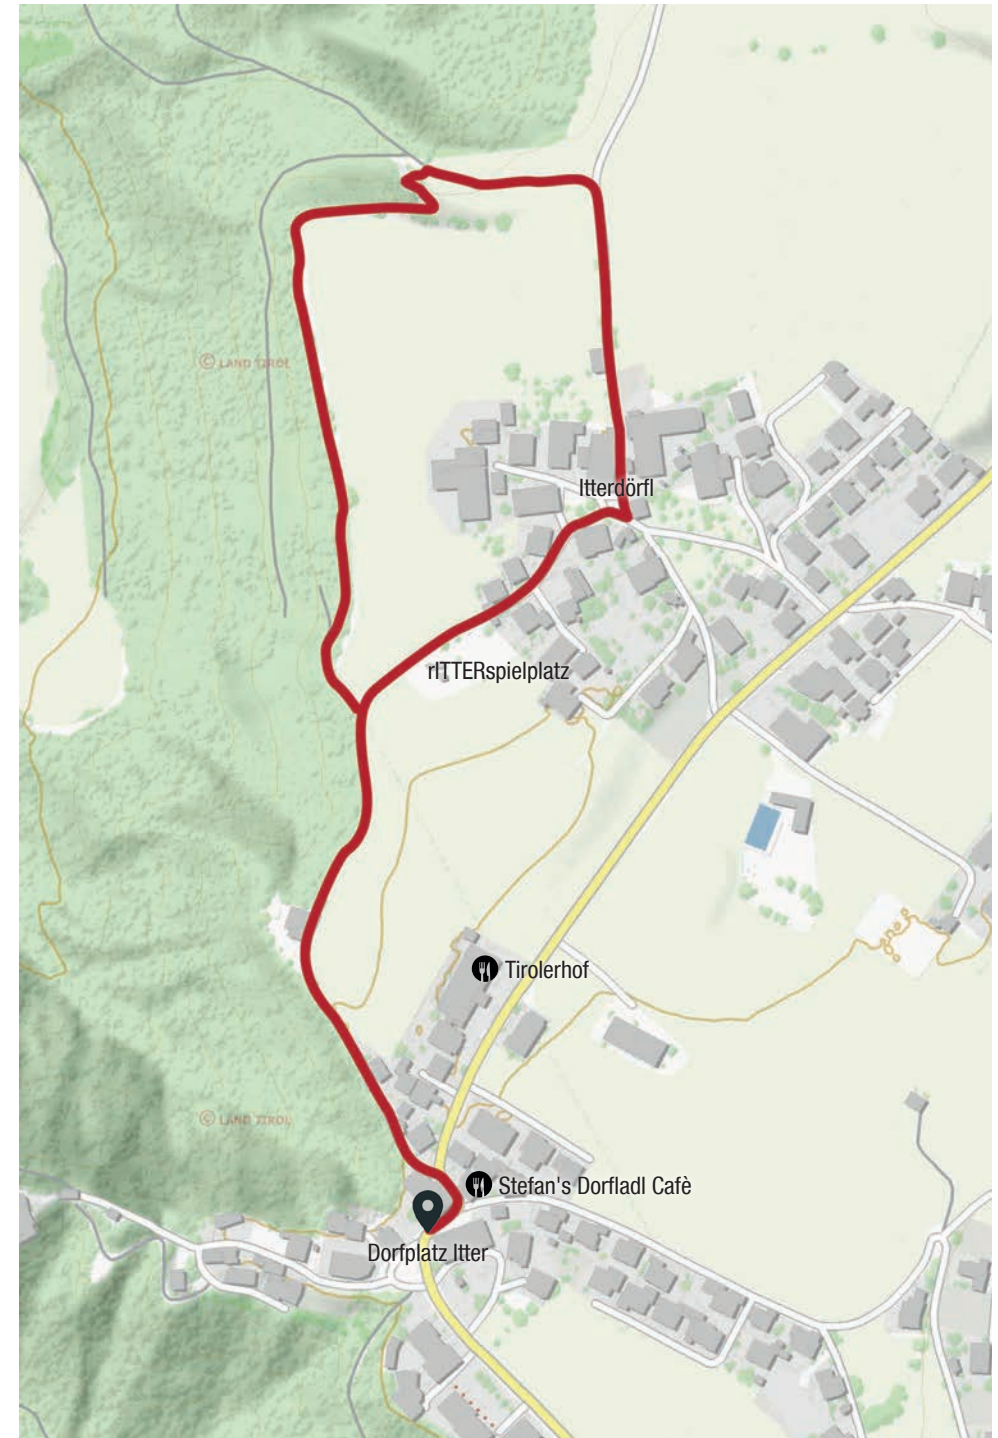 © LAND TIROL
Itterdörfl
rITTERspielplatz
Tirolerhof
© LAND TIROL
Stefan's Dorfladl Cafè
Dorfplatz Itter